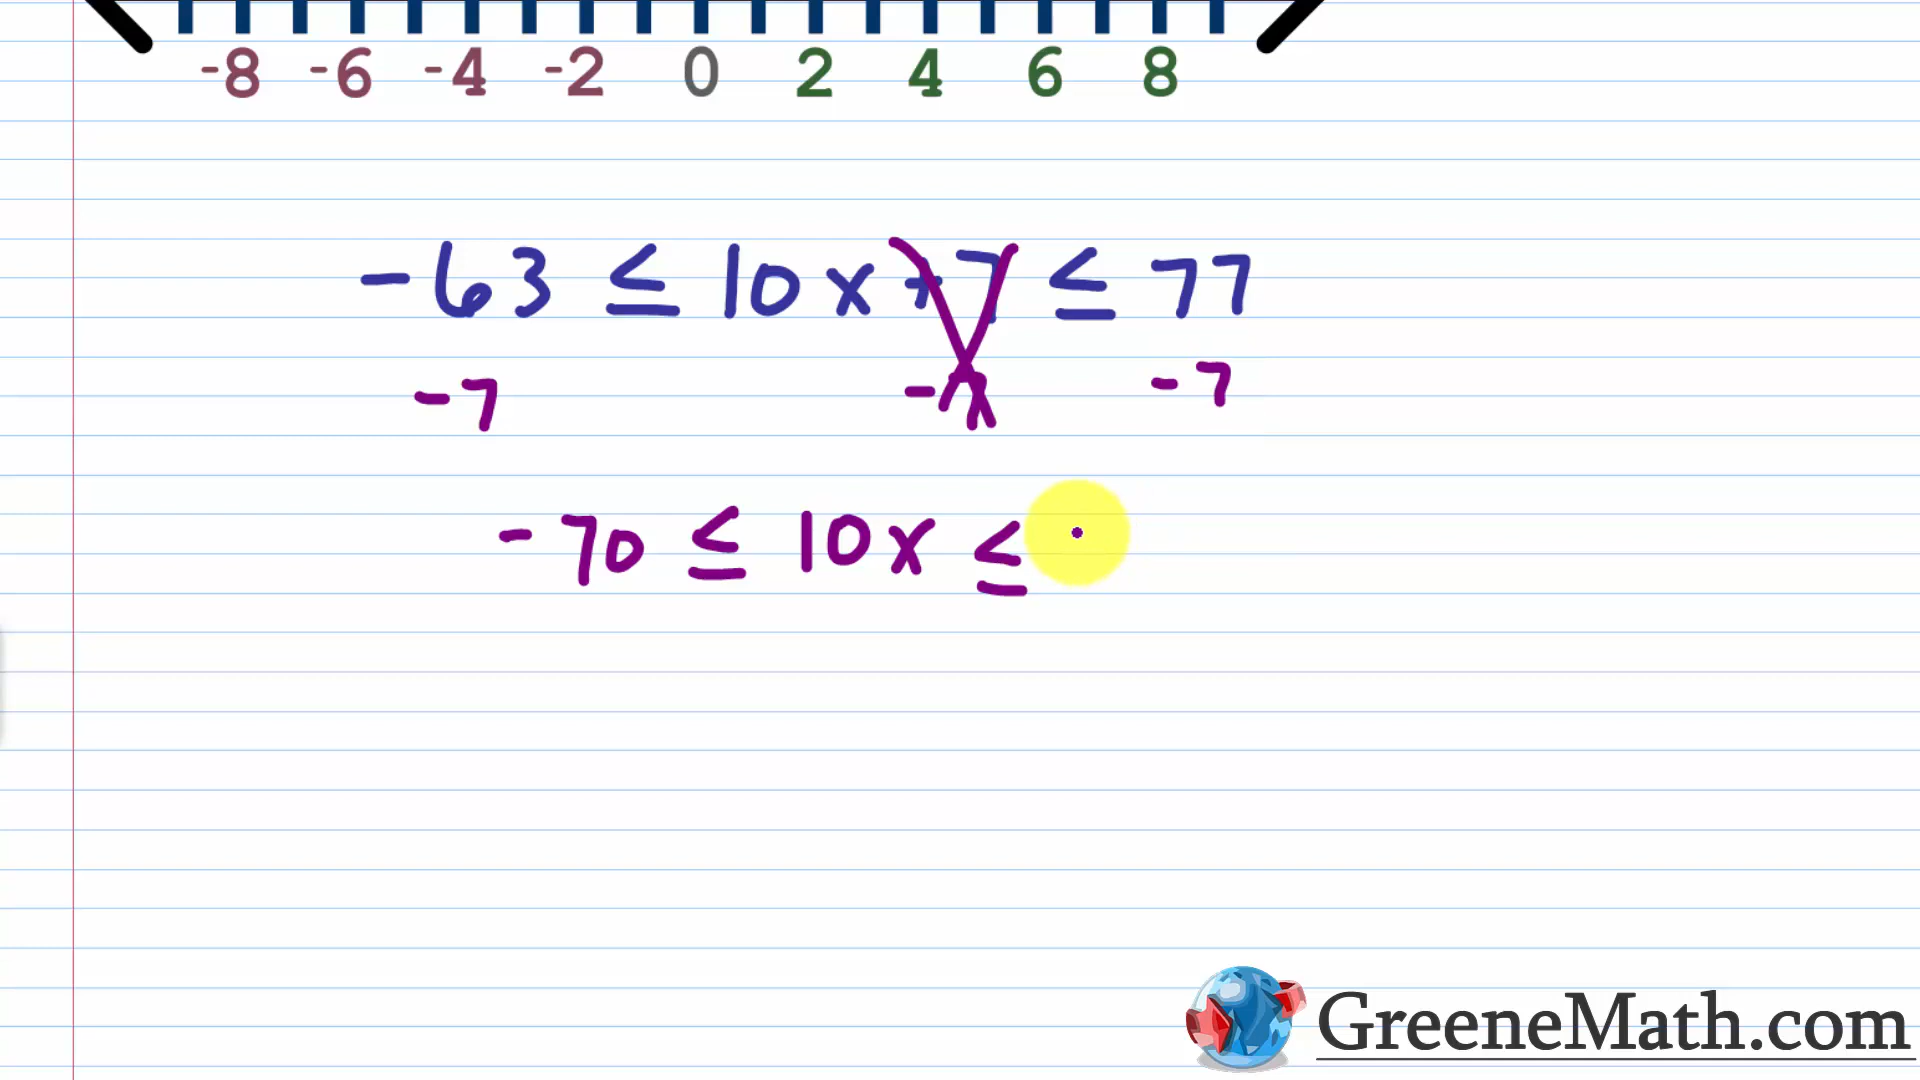 -8 -6 -4 -2 0 2 4 6 8
-63 ≤ 10x + 7 ≤ 77
-7 -7 -7
-70 ≤ 10x ≤
GreeneMath.com